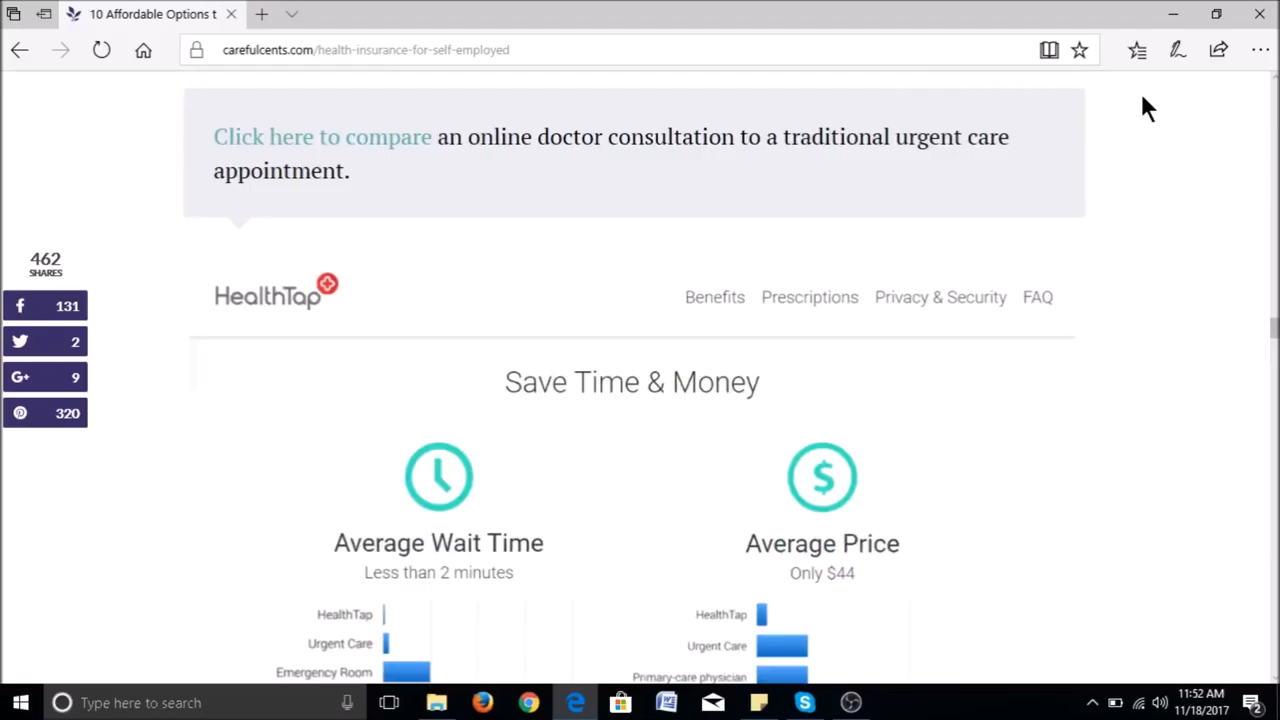 10 Affordable Options t
carefulcents.com/health-insurance-for-self-employed
Click here to compare an online doctor consultation to a traditional urgent care
appointment.
462
SHARES
131
2
9
320
HealthTap
Benefits Prescriptions Privacy & Security FAQ
Save Time & Money
Average Wait Time
Less than 2 minutes
HealthTap
Urgent Care
Emergency Room
Average Price
Only $44
HealthTap
Urgent Care
Primary-care physician
Type here to search
11:52 AM
11/18/2017
2